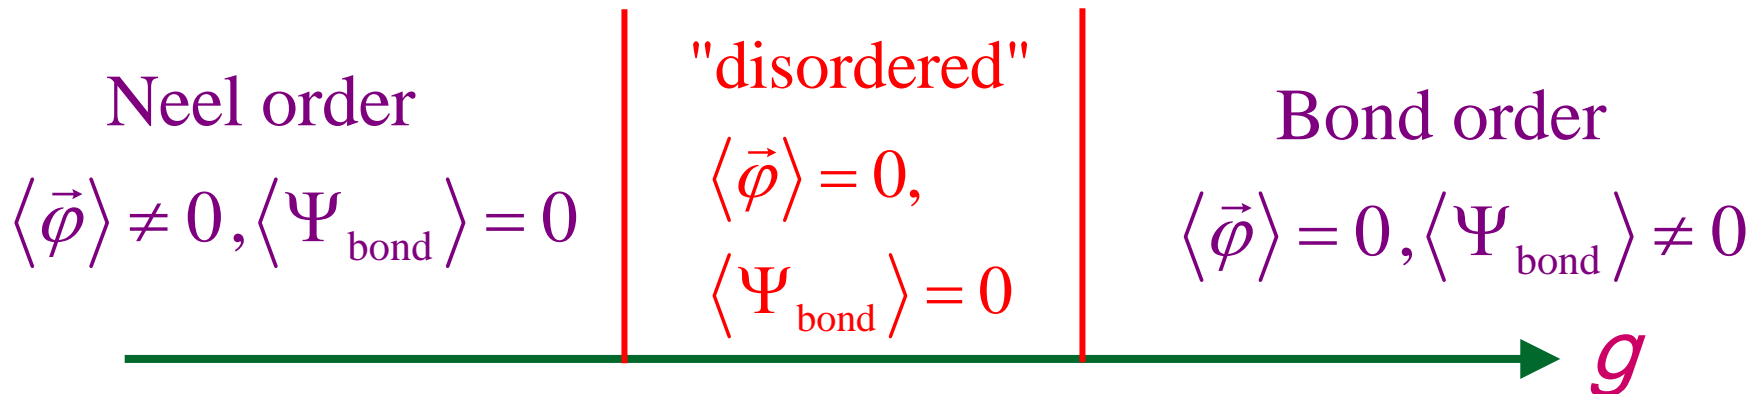 Neel order
⟨φ⃗⟩ ≠ 0, ⟨Ψ_bond⟩ = 0
"disordered"
⟨φ⃗⟩ = 0,
⟨Ψ_bond⟩ = 0
Bond order
⟨φ⃗⟩ = 0, ⟨Ψ_bond⟩ ≠ 0
g